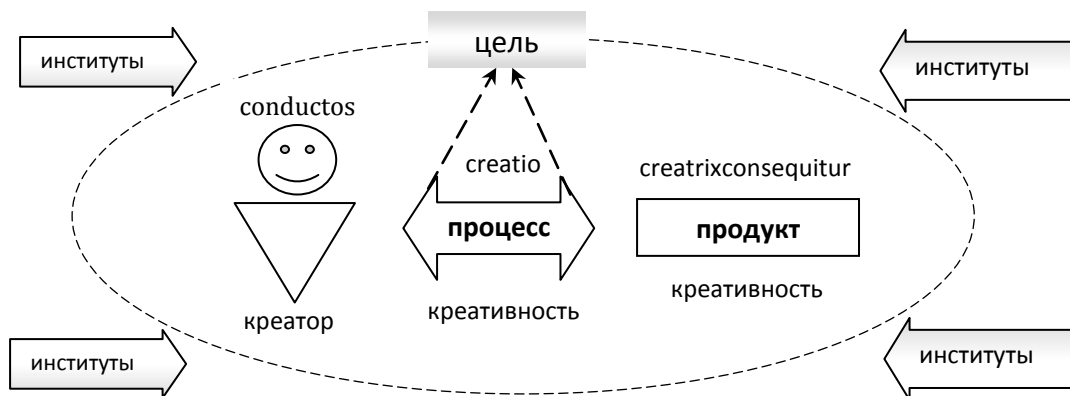 цель
институты
институты
conductos
creatio
creatrixconsequitur
процесс
продукт
креативность
креативность
креатор
институты
институты